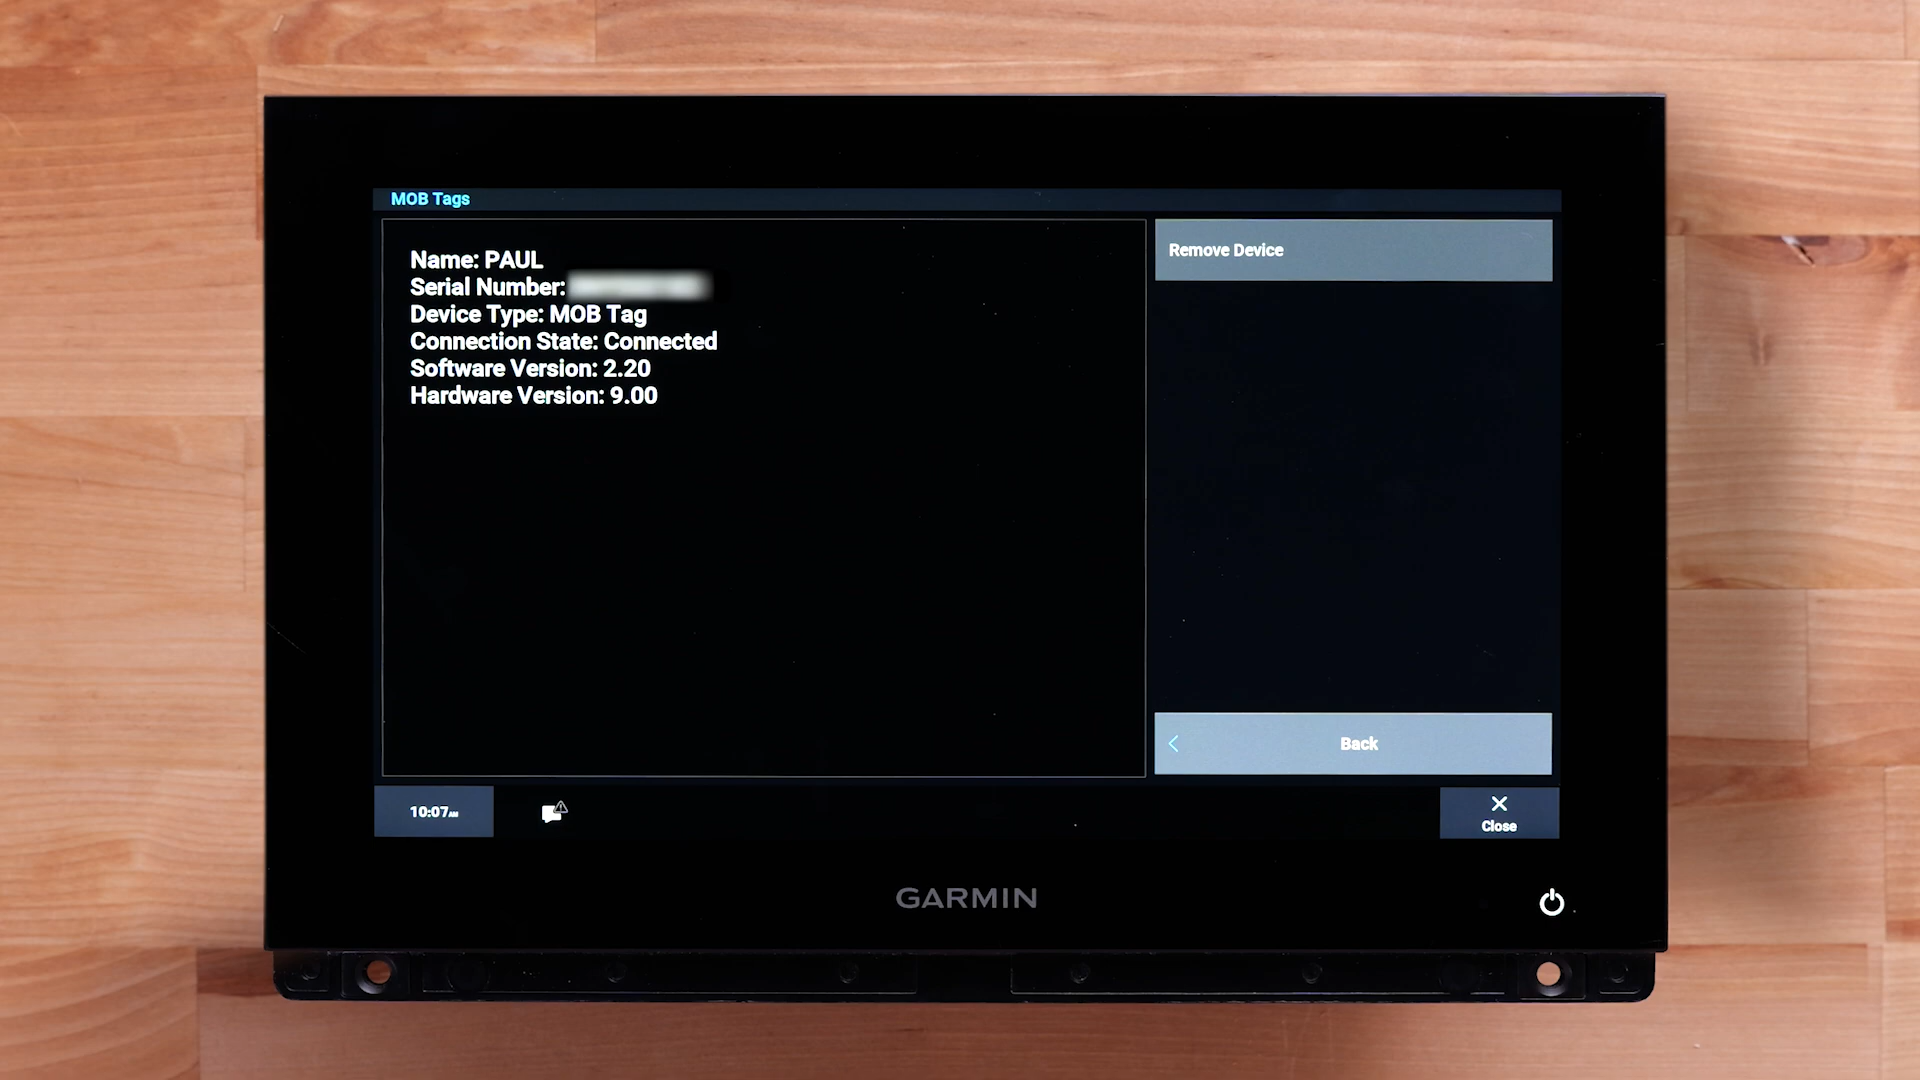 MOB Tags
Name: PAUL
Serial Number:
Device Type: MOB Tag
Connection State: Connected
Software Version: 2.20
Hardware Version: 9.00
Remove Device
Back
10:07AM
Close
GARMIN